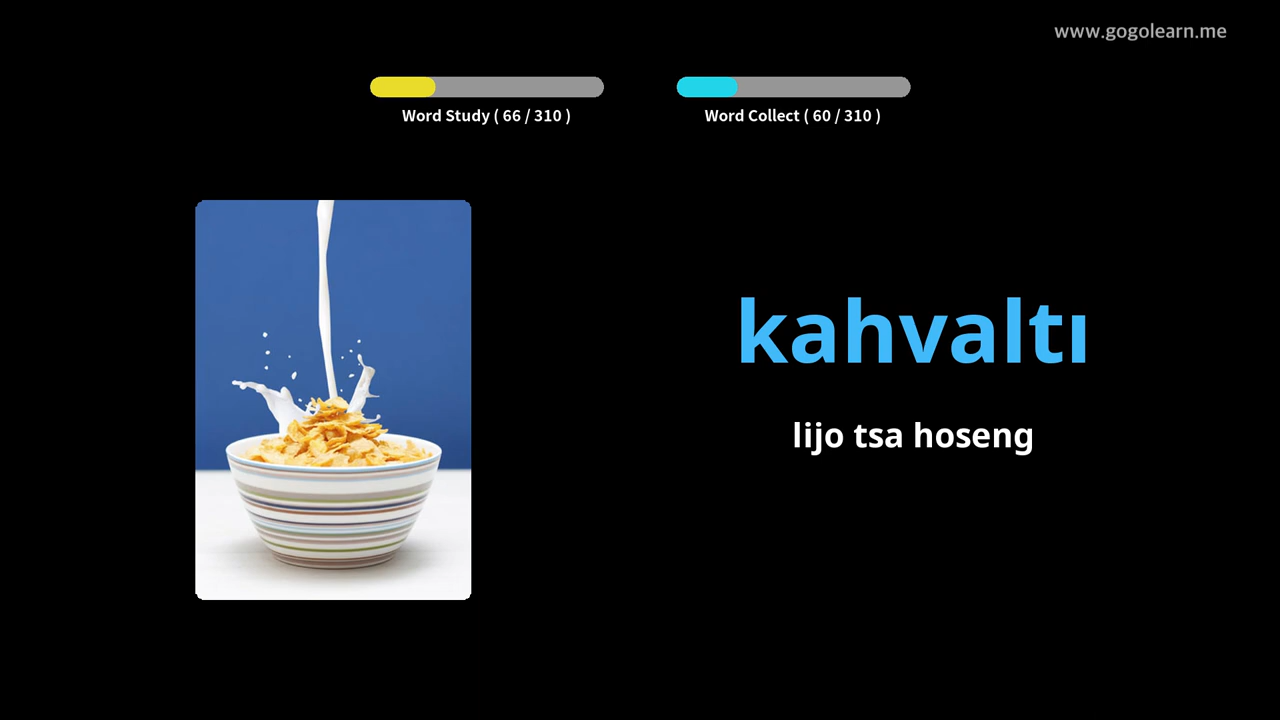 www.gogolearn.me
Word Study ( 66 / 310 )
Word Collect ( 60 / 310 )
kahvaltı
lijo tsa hoseng